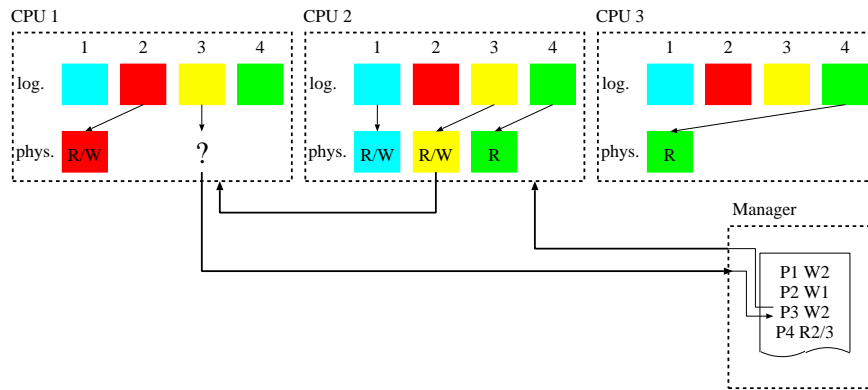 CPU 1 CPU 2 CPU 3
1 2 3 4 1 2 3 4 1 2 3 4
log. log. log.
phys. R/W ? phys. R/W R/W R phys. R
Manager
P1 W2
P2 W1
P3 W2
P4 R2/3